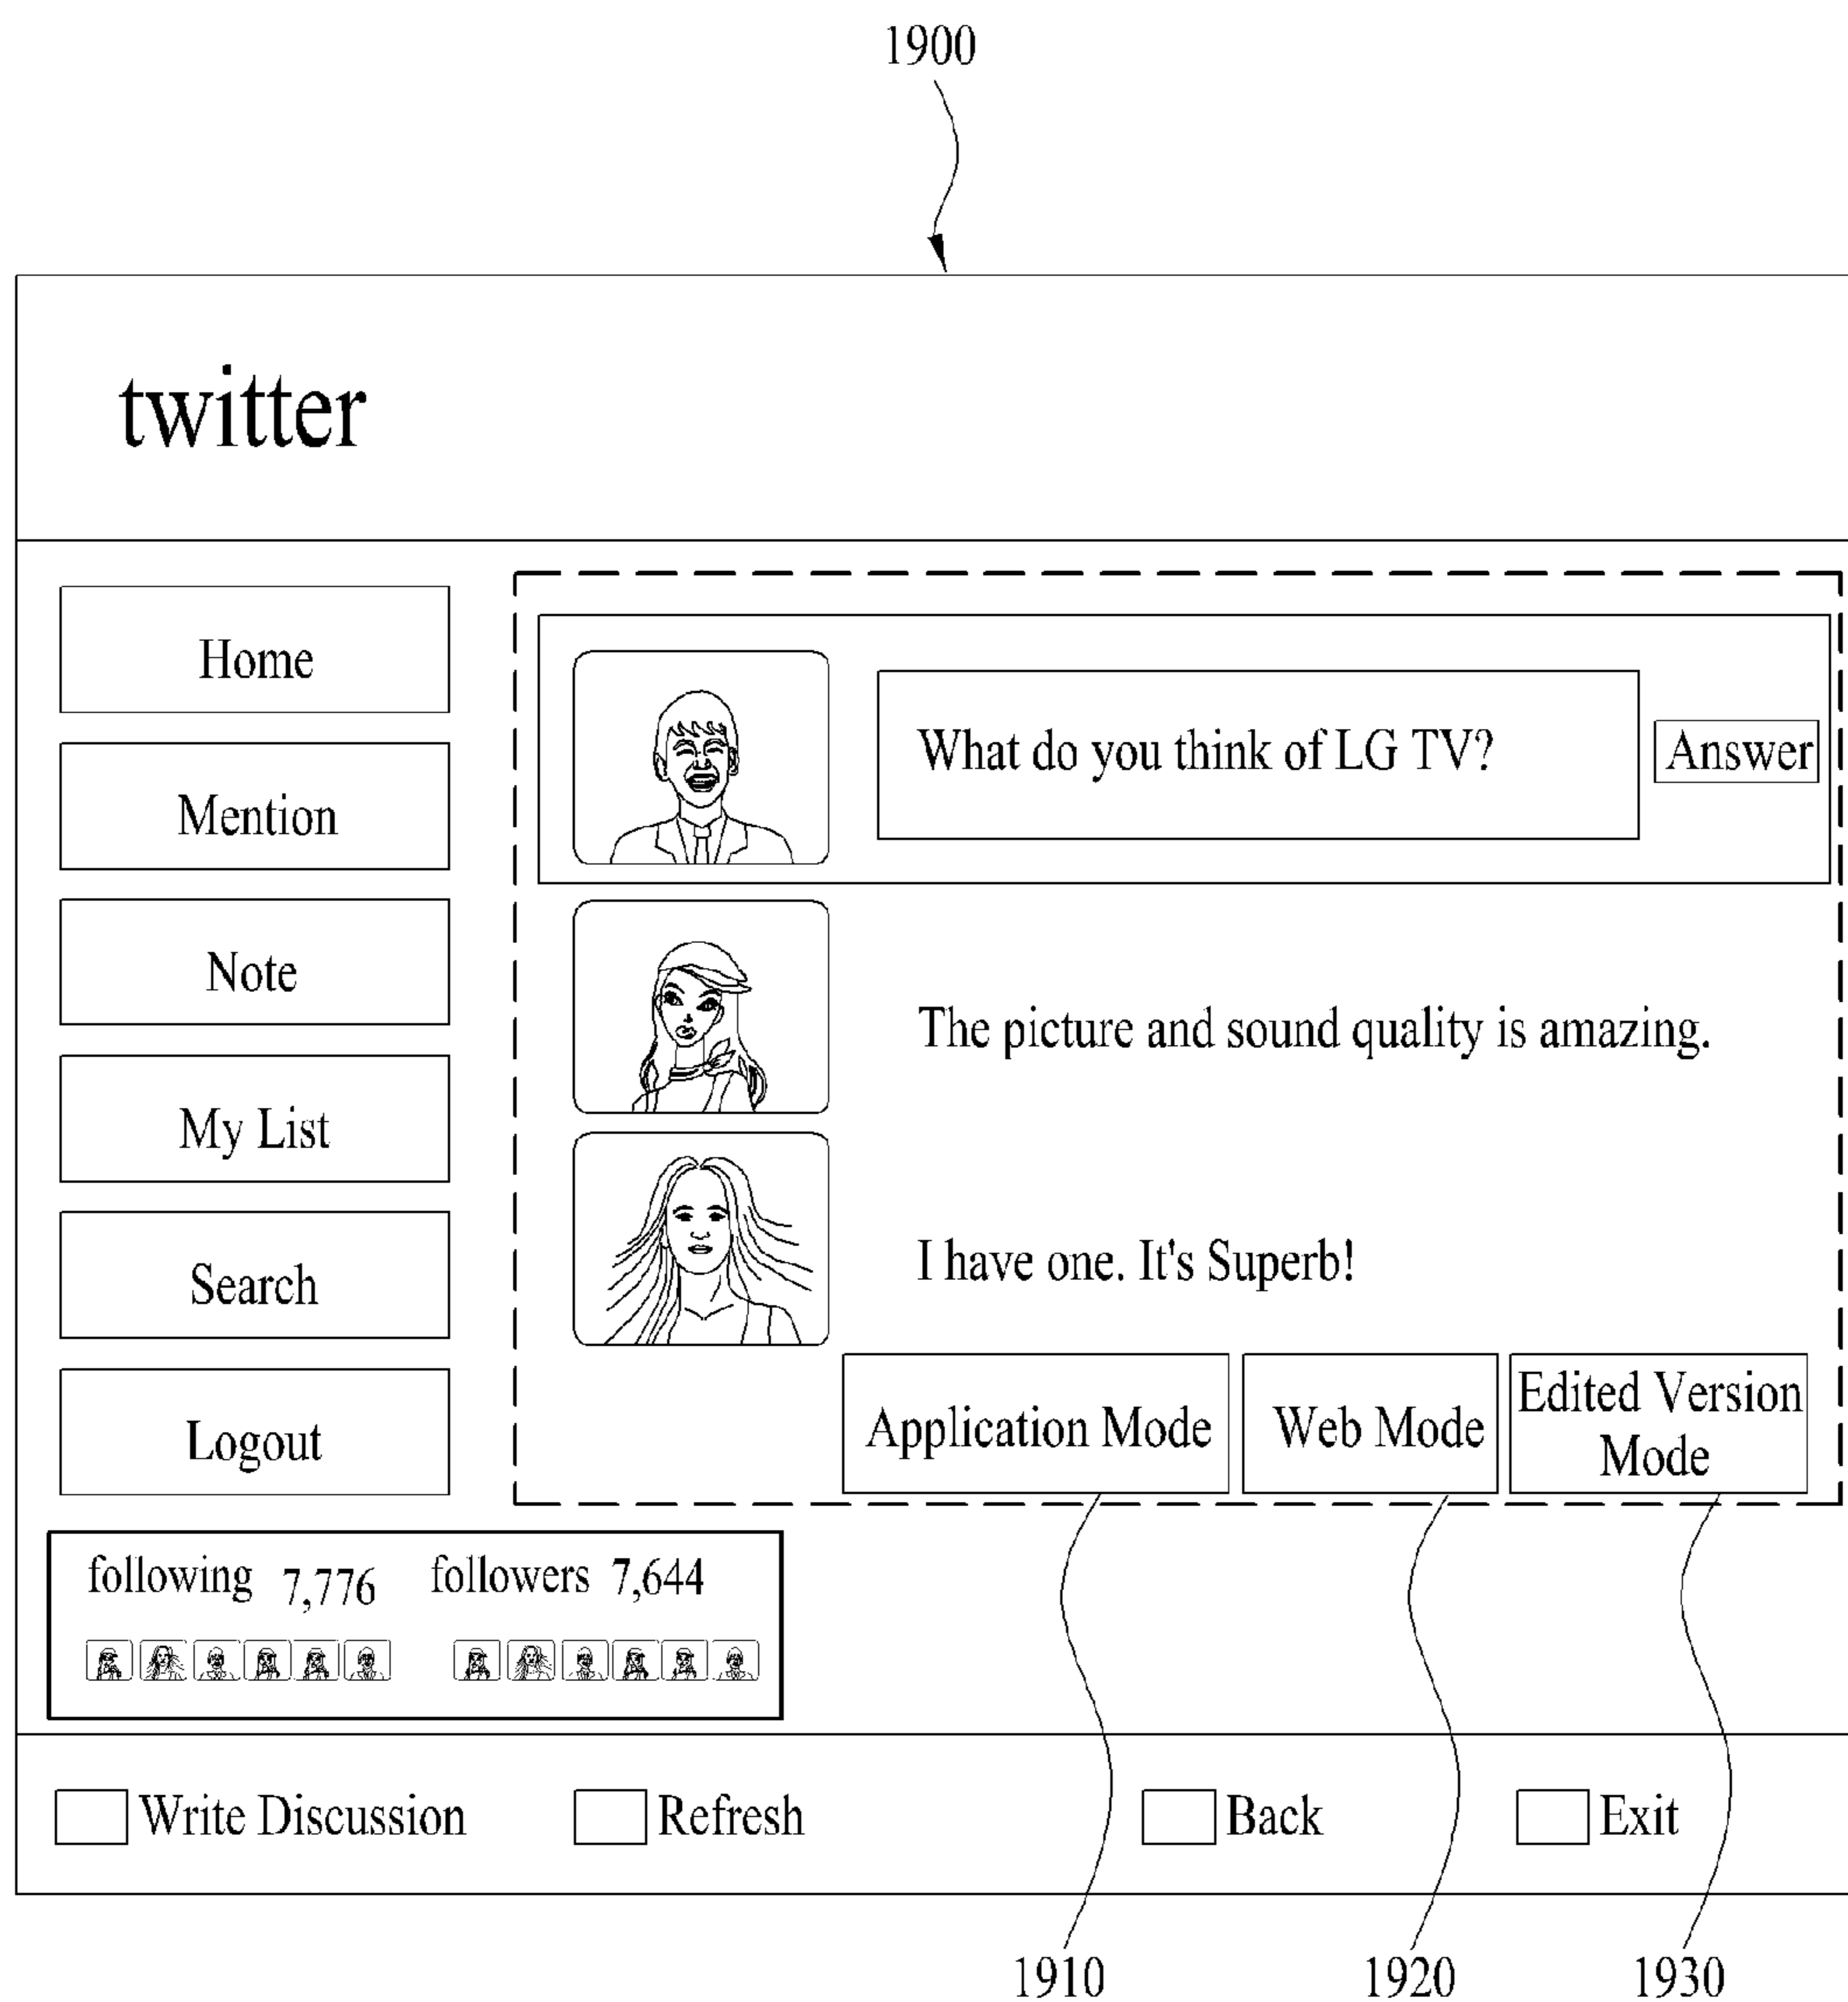 1900
twitter
Home
Mention
Note
My List
Search
Logout
What do you think of LG TV?
Answer
The picture and sound quality is amazing.
I have one. It's Superb!
Application Mode
Web Mode
Edited Version
Mode
following 7,776 followers 7,644
Write Discussion Refresh Back Exit
1910 1920 1930